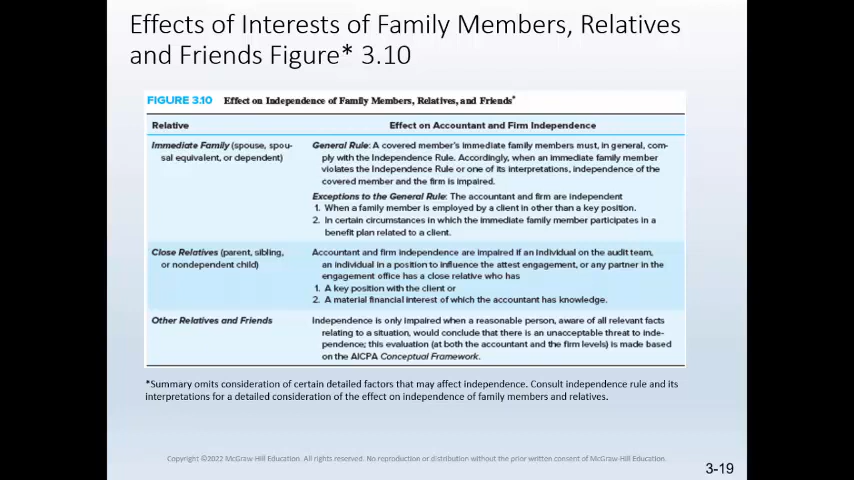 Effects of Interests of Family Members, Relatives
and Friends Figure* 3.10
FIGURE 3.10 Effect on Independence of Family Members, Relatives, and Friends*
Relative Effect on Accountant and Firm Independence
Immediate Family (spouse, spou-
sal equivalent, or dependent)
General Rule: A covered member's immediate family members must, in general, com-
ply with the Independence Rule. Accordingly, when an immediate family member
violates the Independence Rule or one of its interpretations, independence of the
covered member and the firm is impaired.
Exceptions to the General Rule: The accountant and firm are independent
1. When a family member is employed by a client in other than a key position.
2. In certain circumstances in which the immediate family member participates in a
benefit plan related to a client.
Close Relatives (parent, sibling,
or nondependent child)
Accountant and firm independence are impaired if an individual on the audit team,
an individual in a position to influence the attest engagement, or any partner in the
engagement office has a close relative who has
1. A key position with the client or
2. A material financial interest of which the accountant has knowledge.
Other Relatives and Friends
Independence is only impaired when a reasonable person, aware of all relevant facts
relating to a situation, would conclude that there is an unacceptable threat to inde-
pendence; this evaluation (at both the accountant and the firm levels) is made based
on the AICPA Conceptual Framework.
*Summary omits consideration of certain detailed factors that may affect independence. Consult independence rule and its
interpretations for a detailed consideration of the effect on independence of family members and relatives.
Copyright ©2022 McGraw-Hill Education. All rights reserved. No reproduction or distribution without the prior written consent of McGraw-Hill Education.
3-19